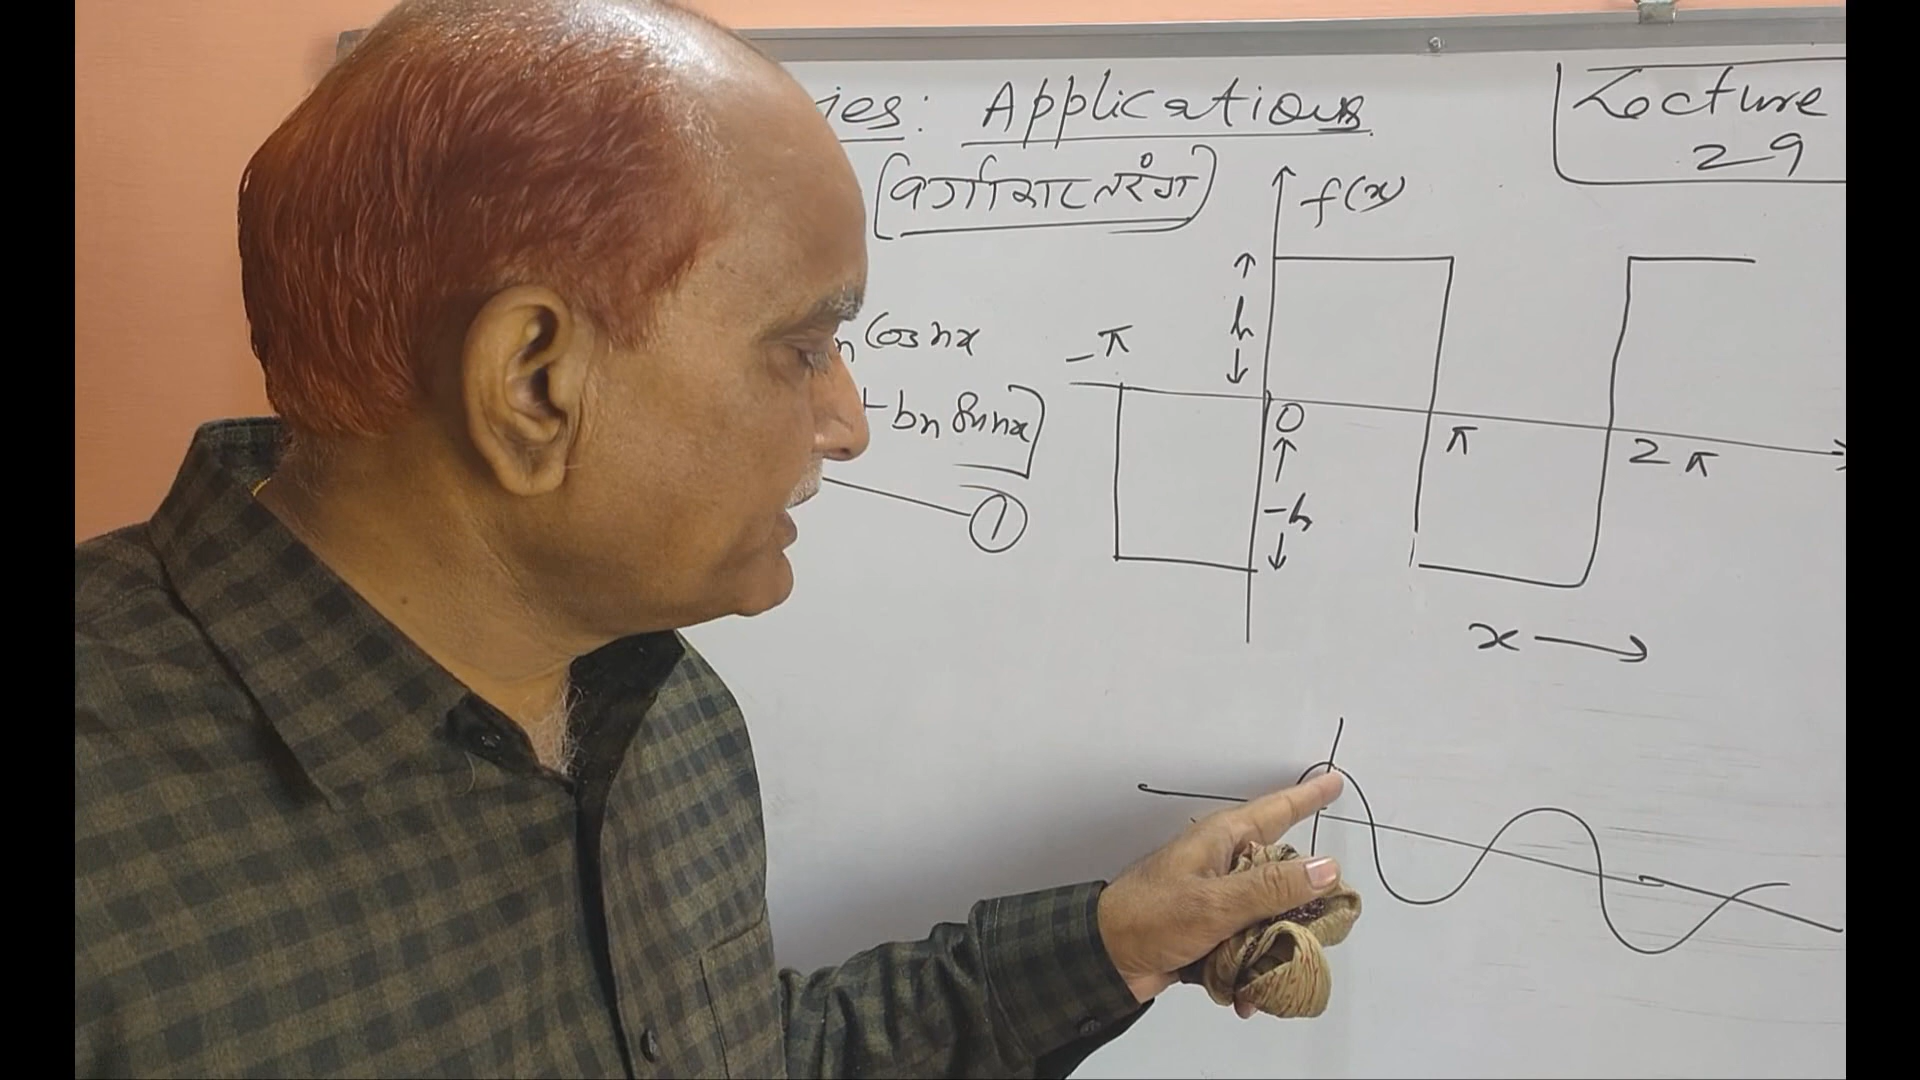 ies: Applications
Lecture
29
(वर्गाकार तरंग)
f(x)
h
-π
n Cos nx
+ bn Sin nx]
0
π
2π
-h
1
x →